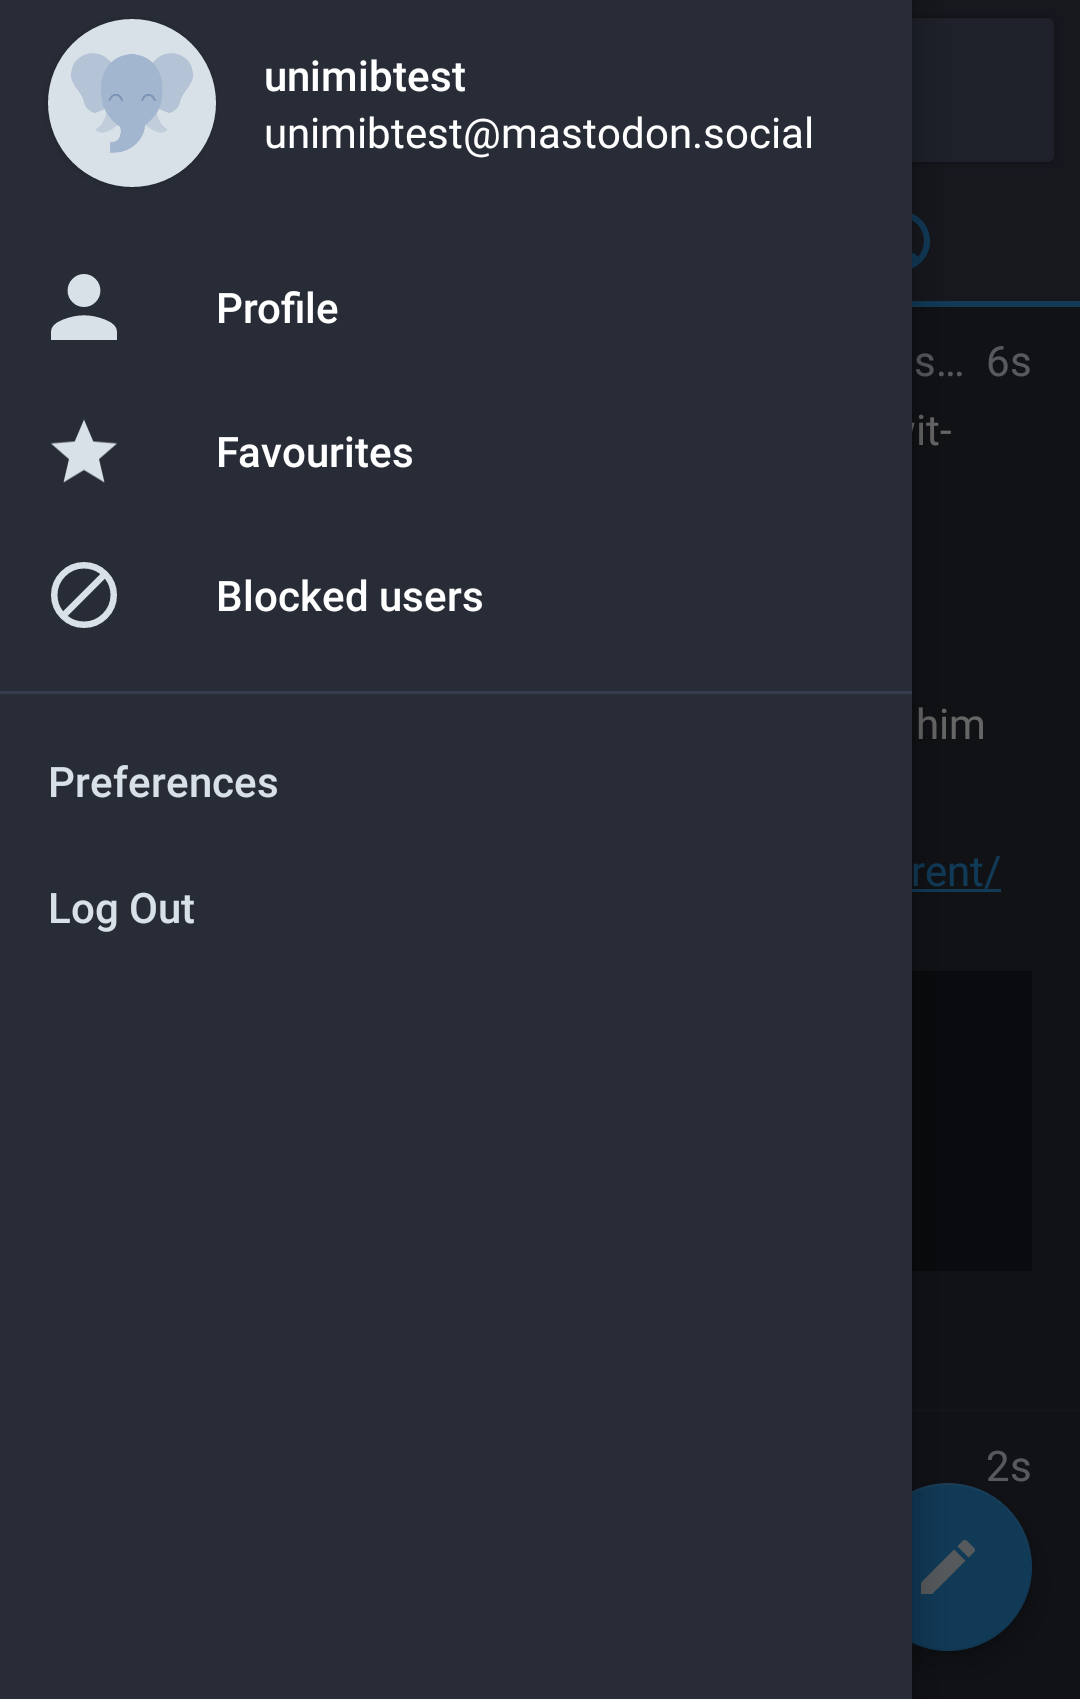 unimibtest
unimibtest@mastodon.social
Profile
Favourites
Blocked users
Preferences
Log Out
s… 6s
it-
him
rent/
2s